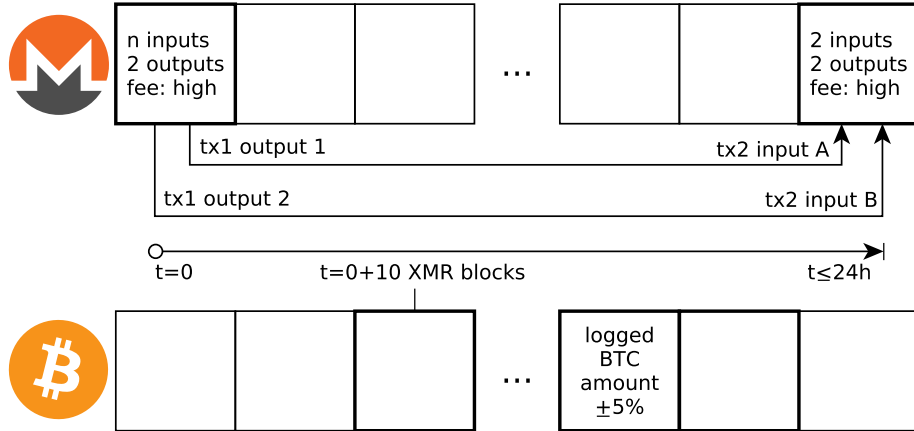 n inputs
2 outputs
fee: high
...
2 inputs
2 outputs
fee: high
tx1 output 1
tx2 input A
tx1 output 2
tx2 input B
t=0
t=0+10 XMR blocks
t≤24h
logged
BTC
amount
±5%
...